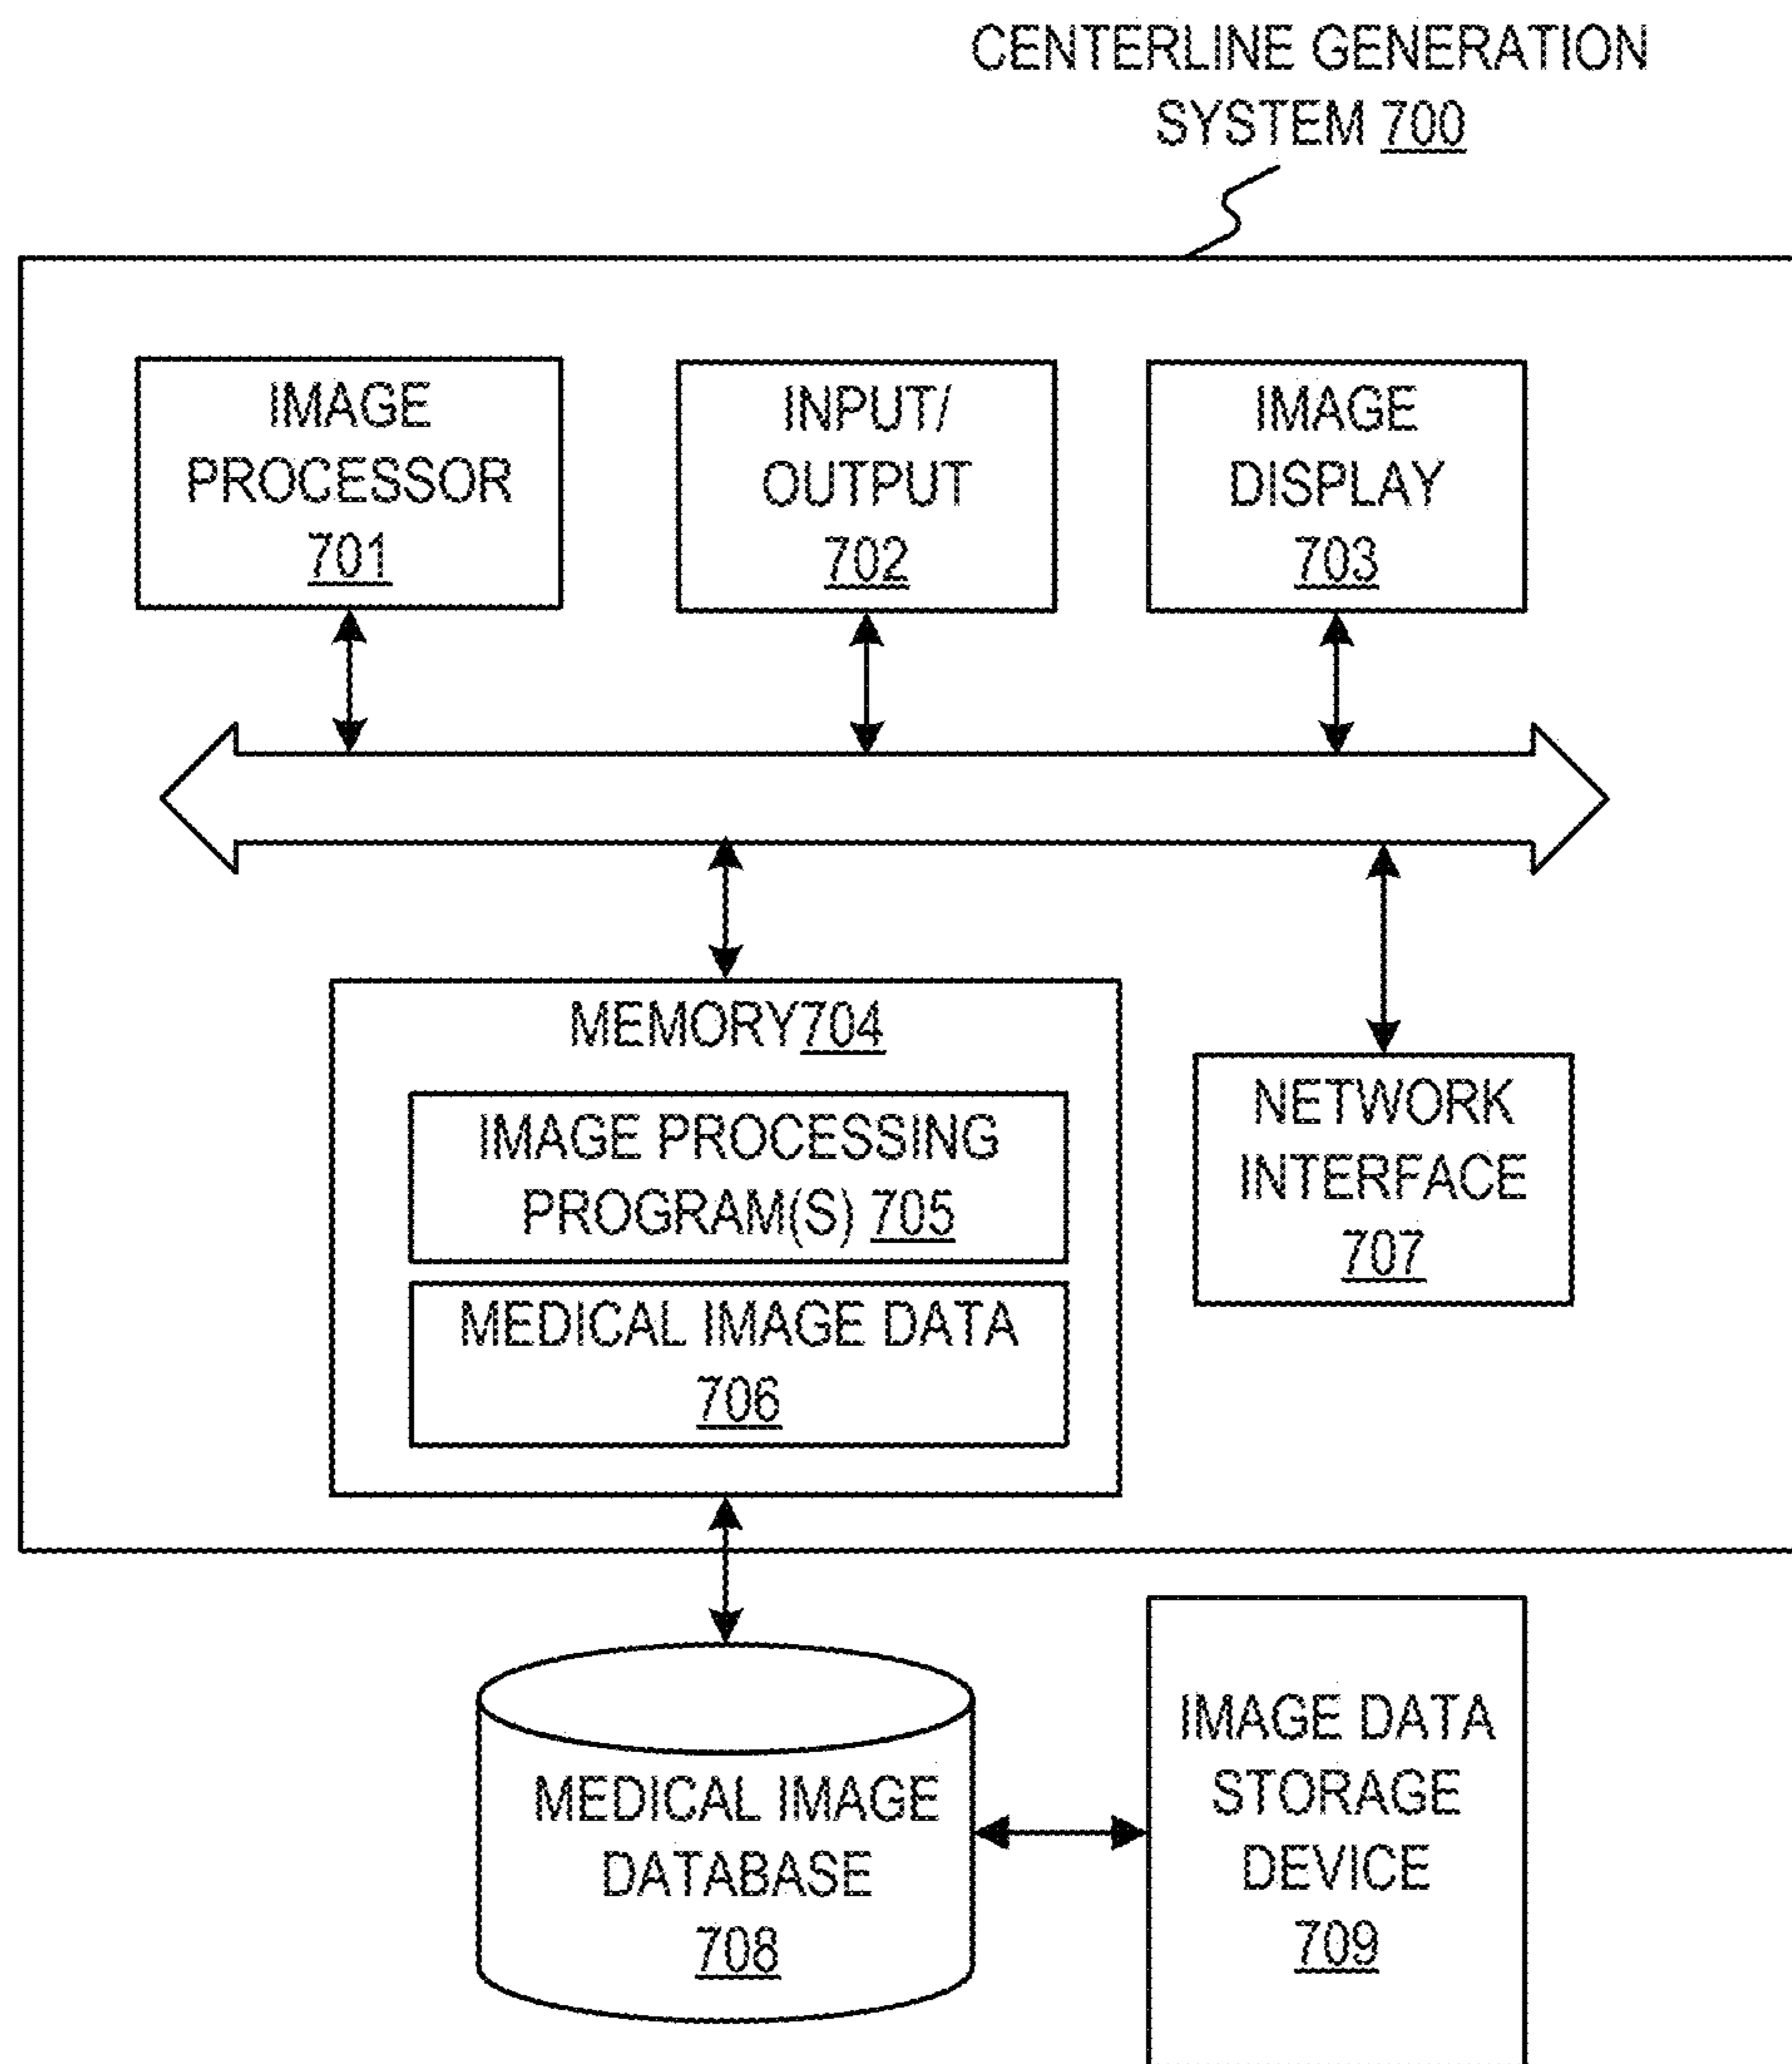 CENTERLINE GENERATION
SYSTEM 700
IMAGE
PROCESSOR
701
INPUT/
OUTPUT
702
IMAGE
DISPLAY
703
MEMORY704
IMAGE PROCESSING
PROGRAM(S) 705
MEDICAL IMAGE DATA
706
NETWORK
INTERFACE
707
MEDICAL IMAGE
DATABASE
708
IMAGE DATA
STORAGE
DEVICE
709